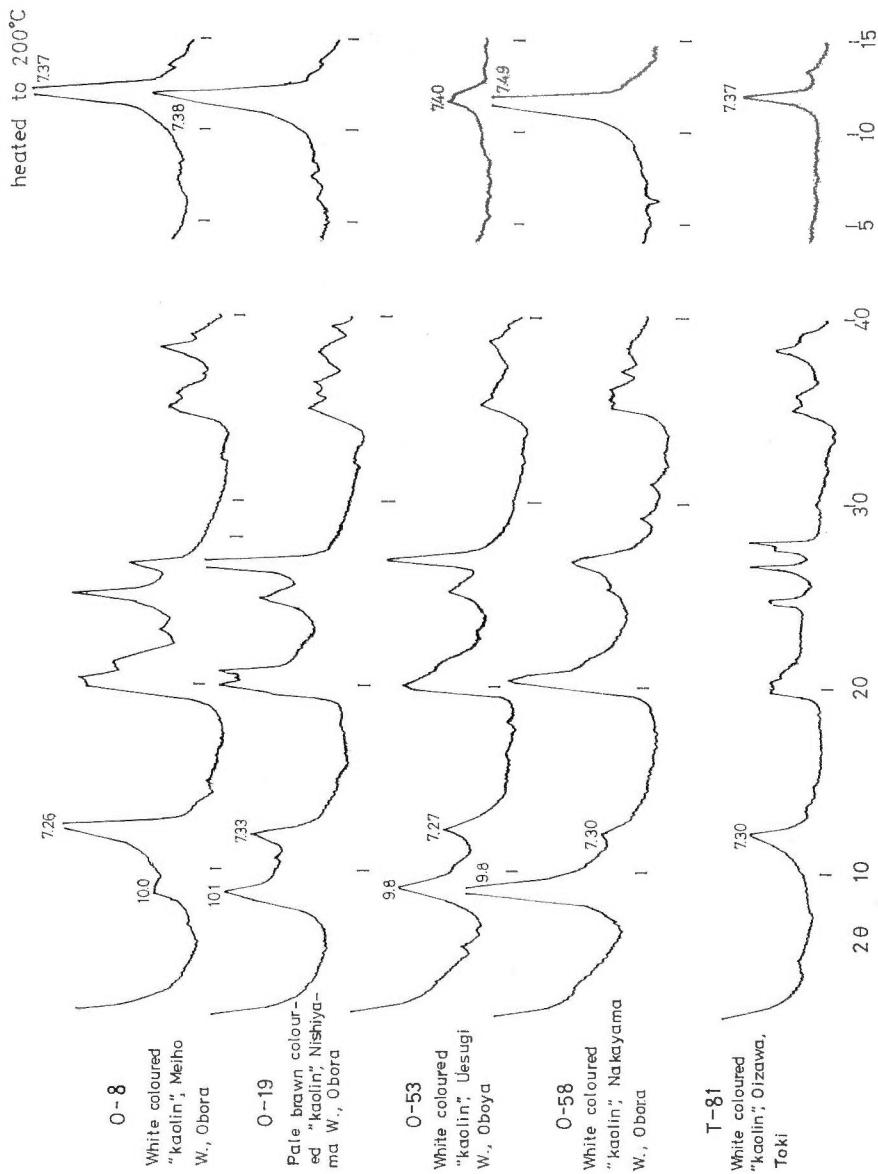 heated to 200°C
O-8
White coloured
"kaolin", Meiho
W., Obora
10.0
7.26
7.37
O-19
Pale brawn colour-
ed "kaolin", Nishiya-
ma W., Obora
10.1
7.33
7.38
O-53
White coloured
"kaolin", Uesugi
W., Oboya
9.8
7.27
7.40
O-58
White coloured
"kaolin", Nakayama
W., Obora
9.8
7.30
7.49
T-81
White coloured
"kaolin", Oizawa,
Toki
7.30
7.37
2θ 10 20 30 40 5 10 15